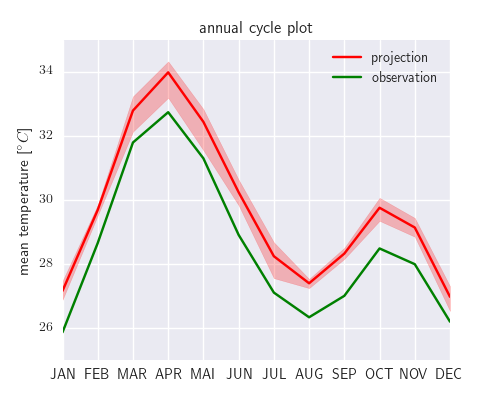 annual cycle plot
projection
observation
mean temperature [°C]
34
32
30
28
26
JAN FEB MAR APR MAI JUN JUL AUG SEP OCT NOV DEC